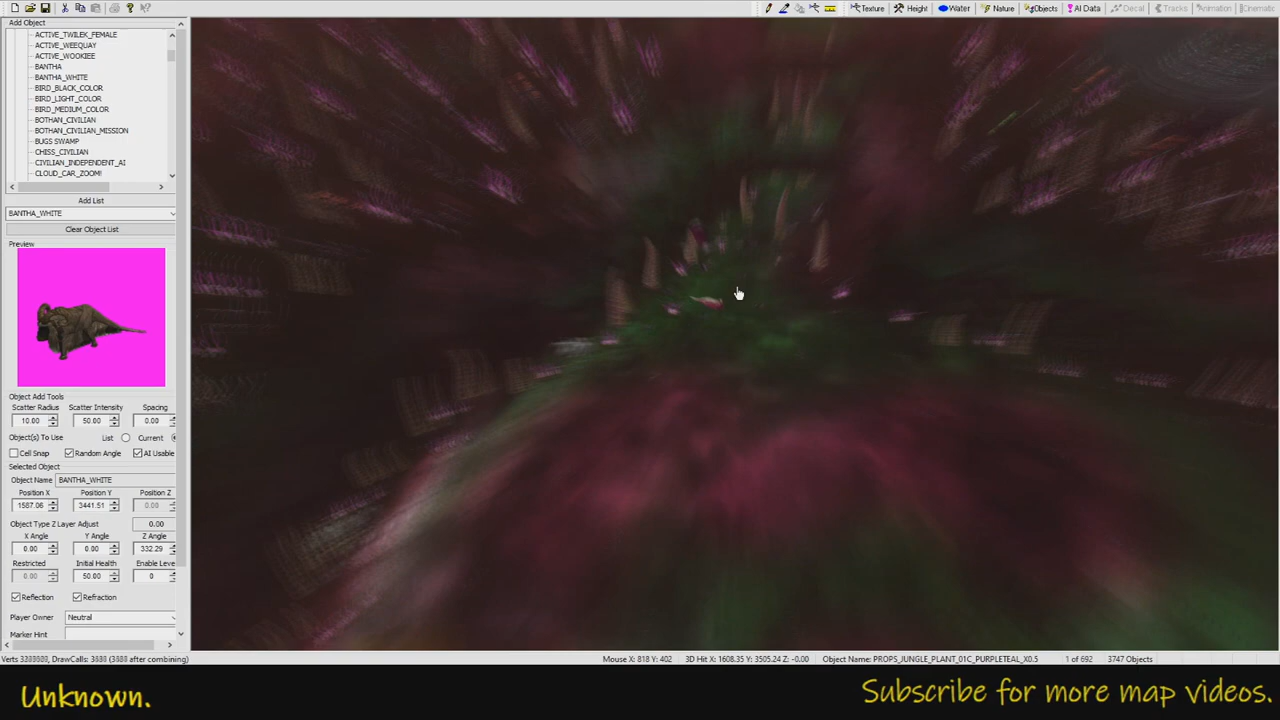 Texture Height Water Nature Objects AI Data Decal Tracks Animation Cinematic
Add Object
ACTIVE_TWILEK_FEMALE
ACTIVE_WEEQUAY
ACTIVE_WOOKIEE
BANTHA
BANTHA_WHITE
BIRD_BLACK_COLOR
BIRD_LIGHT_COLOR
BIRD_MEDIUM_COLOR
BOTHAN_CIVILIAN
BOTHAN_CIVILIAN_MISSION
BUGS SWAMP
CHISS_CIVILIAN
CIVILIAN_INDEPENDENT_AI
CLOUD_CAR_ZOOM!
Add List
BANTHA_WHITE
Clear Object List
Preview
Object Add Tools
Scatter Radius Scatter Intensity Spacing
10.00 50.00 0.00
Object(s) To Use List Current
Cell Snap Random Angle AI Usable
Selected Object
Object Name BANTHA_WHITE
Position X Position Y Position Z
1587.06 3441.51 0.00
Object Type Z Layer Adjust 0.00
X Angle Y Angle Z Angle
0.00 0.00 332.29
Restricted Initial Health Enable Leve
0.00 50.00 0
Reflection Refraction
Player Owner Neutral
Marker Hint
Mouse X: 818 Y: 402 3D Hit X: 1608.35 Y: 3505.24 Z: -0.00 Object Name: PROPS_JUNGLE_PLANT_01C_PURPLETEAL_X0.5 1 of 692 3747 Objects
Unknown.
Subscribe for more map videos.